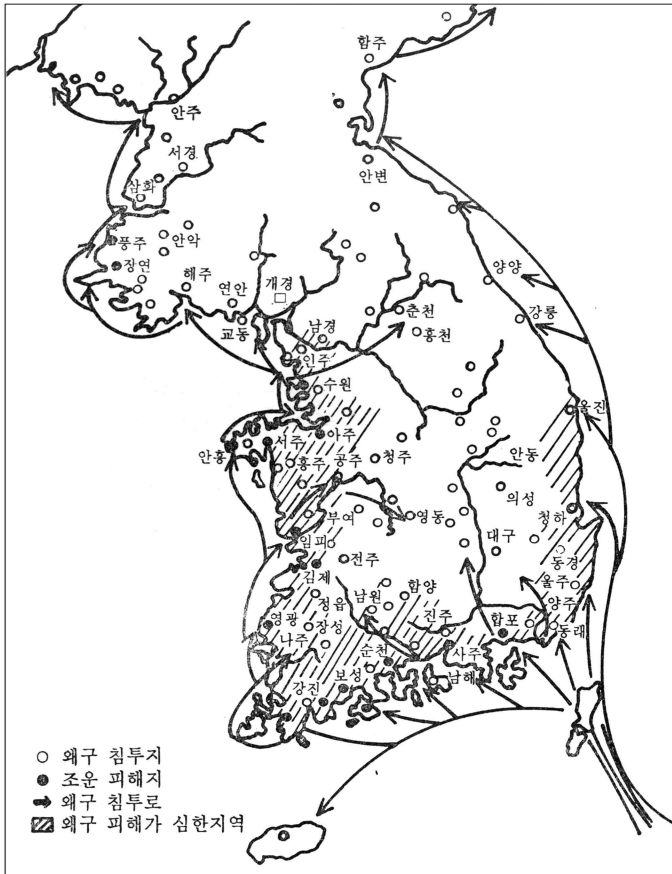 함주
안주
서경
안변
삼화
풍주
안악
장연
양양
해주
연안
개경
강릉
교동
남경
춘천
홍천
인주
수원
울진
아주
안흥
서주
홍주
공주
청주
안동
의성
부여
영동
청하
임피
대구
전주
동경
김제
울주
정읍
남원
함양
양주
영광
장성
진주
합포
동래
나주
순천
사주
강진
보성
남해
왜구 침투지
조운 피해지
왜구 침투로
왜구 피해가 심한지역